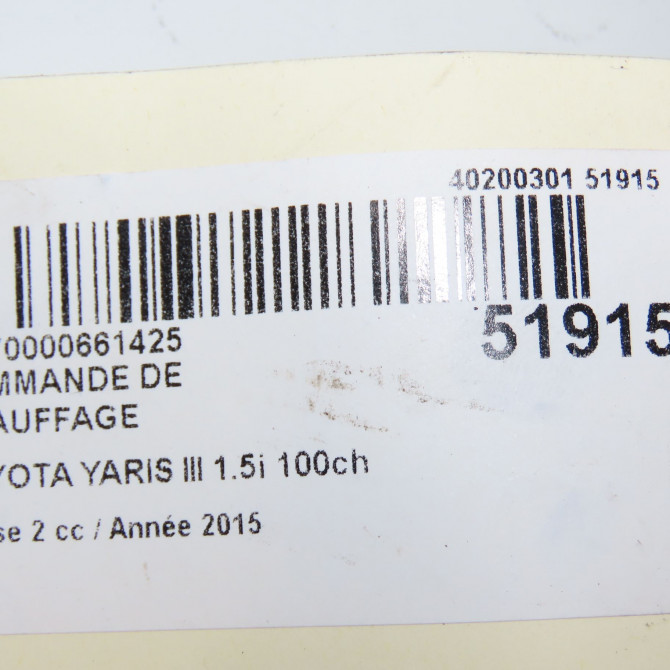 40200301 51915
0000661425
51915
MMANDE DE
AUFFAGE
YOTA YARIS III 1.5i 100ch
se 2 cc / Année 2015